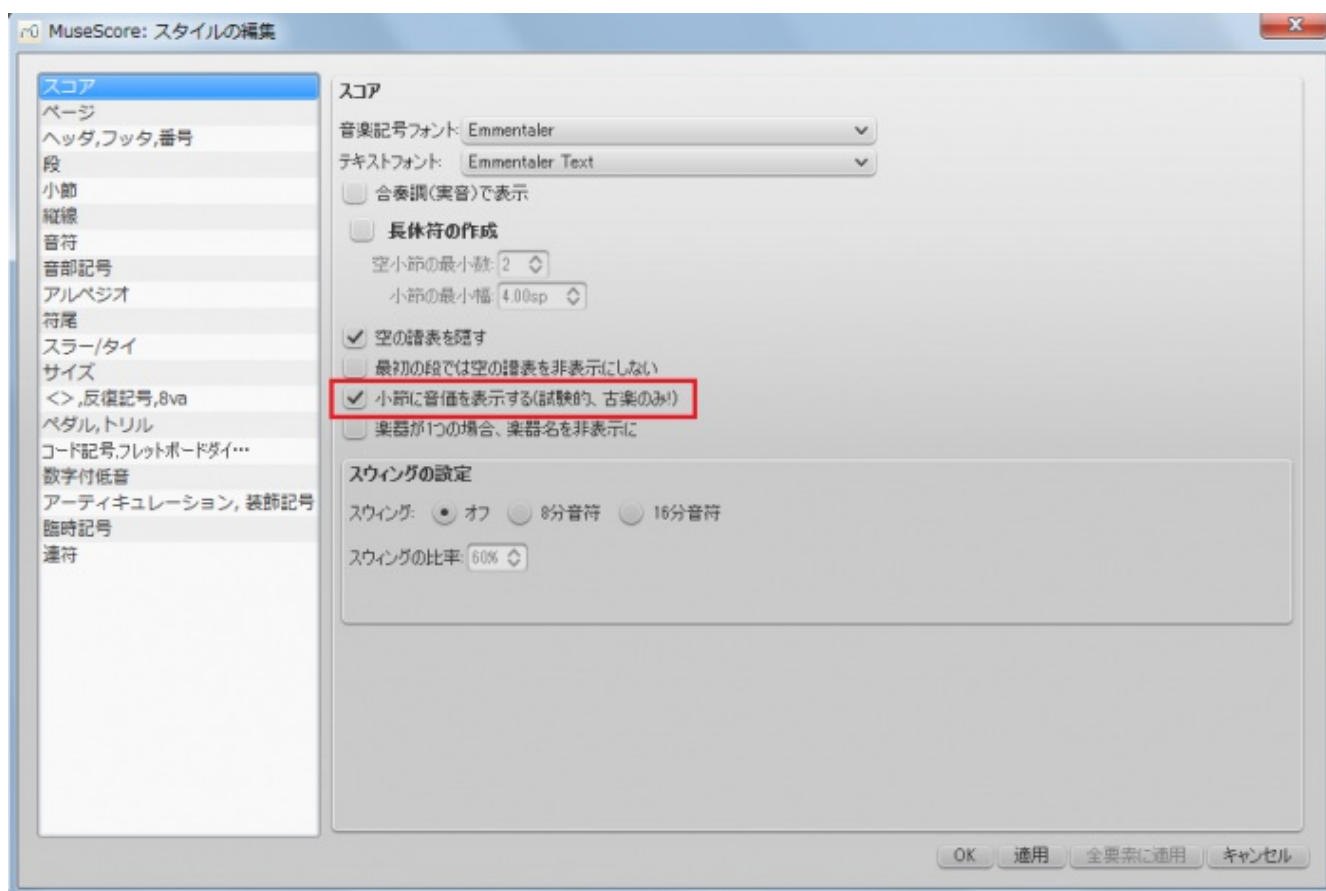 MuseScore: スタイルの編集
スコア
ページ
ヘッダ,フッタ,番号
段
小節
縦線
音符
音部記号
アルペジオ
符尾
スラー/タイ
サイズ
<>,反復記号,8va
ペダル,トリル
コード記号,フレットボードダイ…
数字付低音
アーティキュレーション, 装飾記号
臨時記号
連符
スコア
音楽記号フォント: Emmentaler
テキストフォント: Emmentaler Text
合奏調(実音)で表示
長休符の作成
空小節の最小数: 2
小節の最小幅: 4.00sp
空の譜表を隠す
最初の段では空の譜表を非表示にしない
小節に音価を表示する(試験的、古楽のみ!)
楽器が1つの場合、楽器名を非表示に
スウィングの設定
スウィング: オフ 8分音符 16分音符
スウィングの比率: 60%
OK 適用 全要素に適用 キャンセル